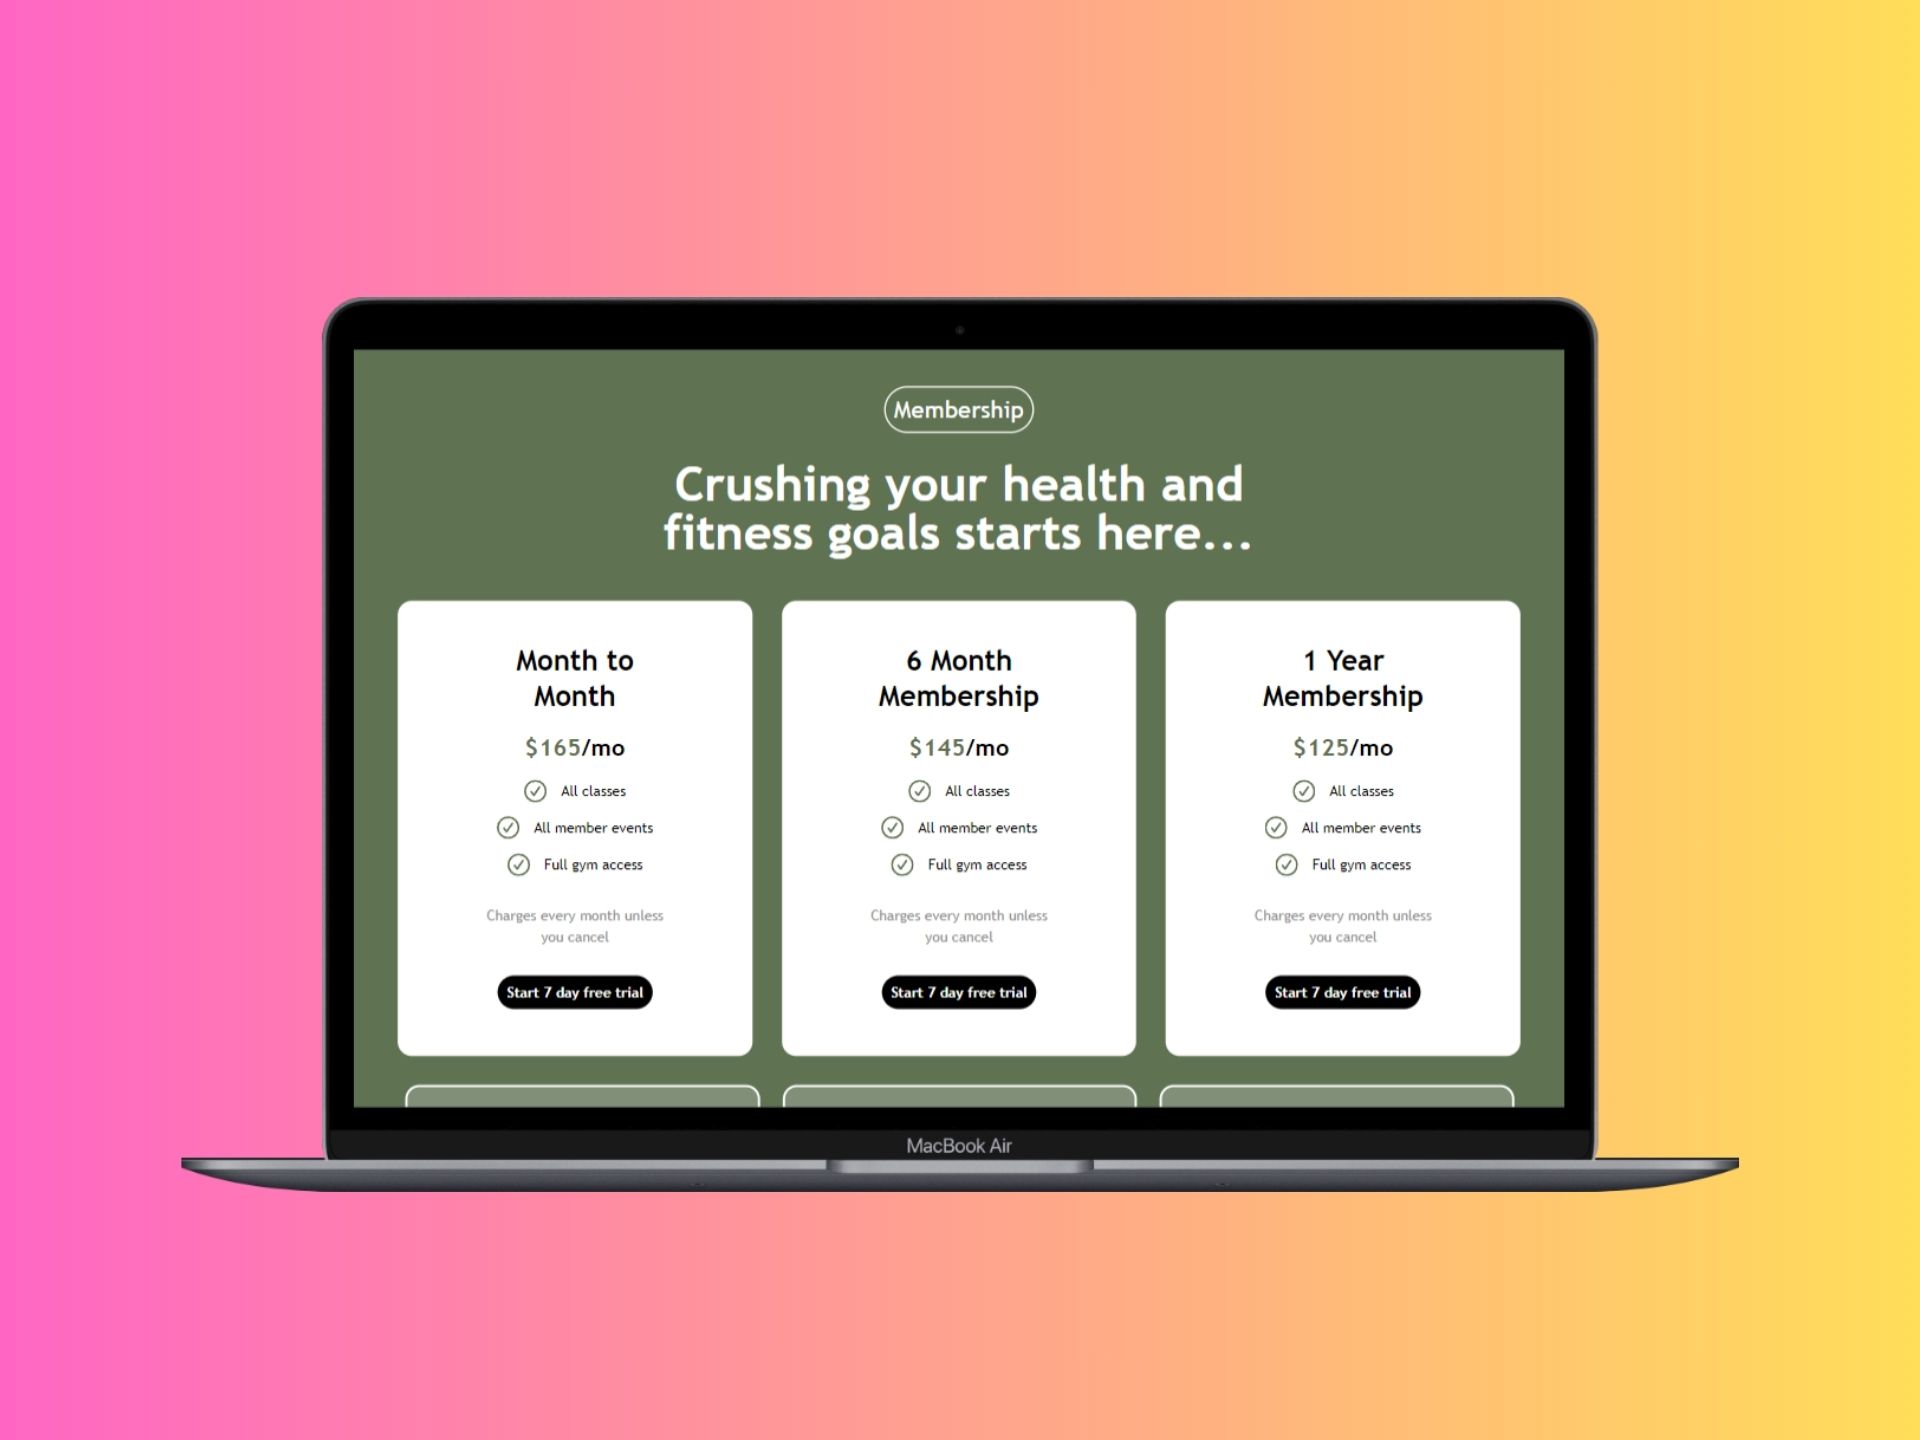 Membership
Crushing your health and
fitness goals starts here...
Month to
Month
$165/mo
All classes
All member events
Full gym access
Charges every month unless
you cancel
Start 7 day free trial
6 Month
Membership
$145/mo
All classes
All member events
Full gym access
Charges every month unless
you cancel
Start 7 day free trial
1 Year
Membership
$125/mo
All classes
All member events
Full gym access
Charges every month unless
you cancel
Start 7 day free trial
MacBook Air